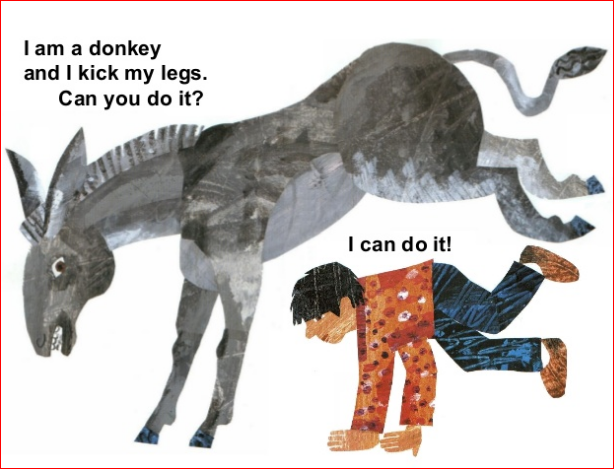 I am a donkey
and I kick my legs.
Can you do it?
I can do it!